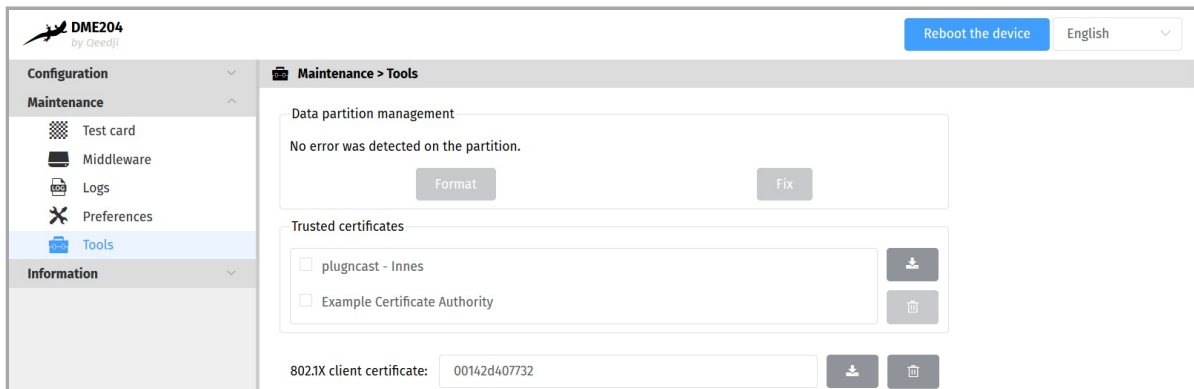 DME204
by Qeedji
Reboot the device
English
Configuration
Maintenance
Test card
Middleware
LOG
Logs
Preferences
Tools
Information
Maintenance > Tools
Data partition management
No error was detected on the partition.
Format
Fix
Trusted certificates
plugncast - Innes
Example Certificate Authority
802.1X client certificate:
00142d407732